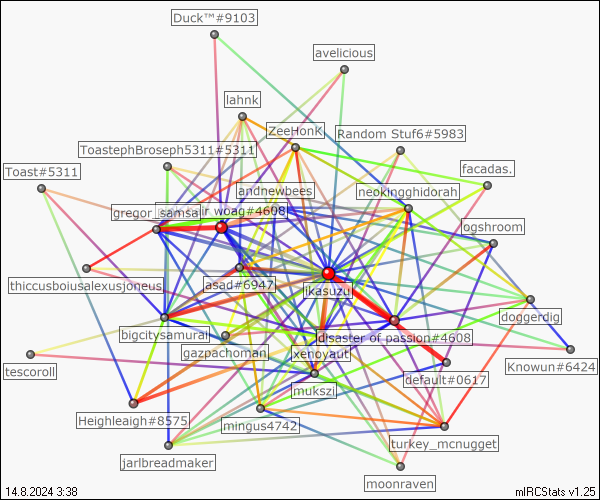 Duck™#9103
avelicious
lahnk
ZeeHonK
Random Stuf6#5983
ToastephBroseph5311#5311
Toast#5311
facadas.
andnewbees
neokingghidorah
gregor_samsa
woag#4608
ogshroom
thiccusboiusalexusjoneus
asad#6947
ikasuzu
doggerdig
bigcitysamurai
disaster of passion#4608
gazpachoman
xenoyaut
Knowun#6424
tescoroll
default#0617
mukszi
Heighleaigh#8575
mingus4742
turkey_mcnugget
jarlbreadmaker
moonraven
14.8.2024 3:38
mIRCStats v1.25